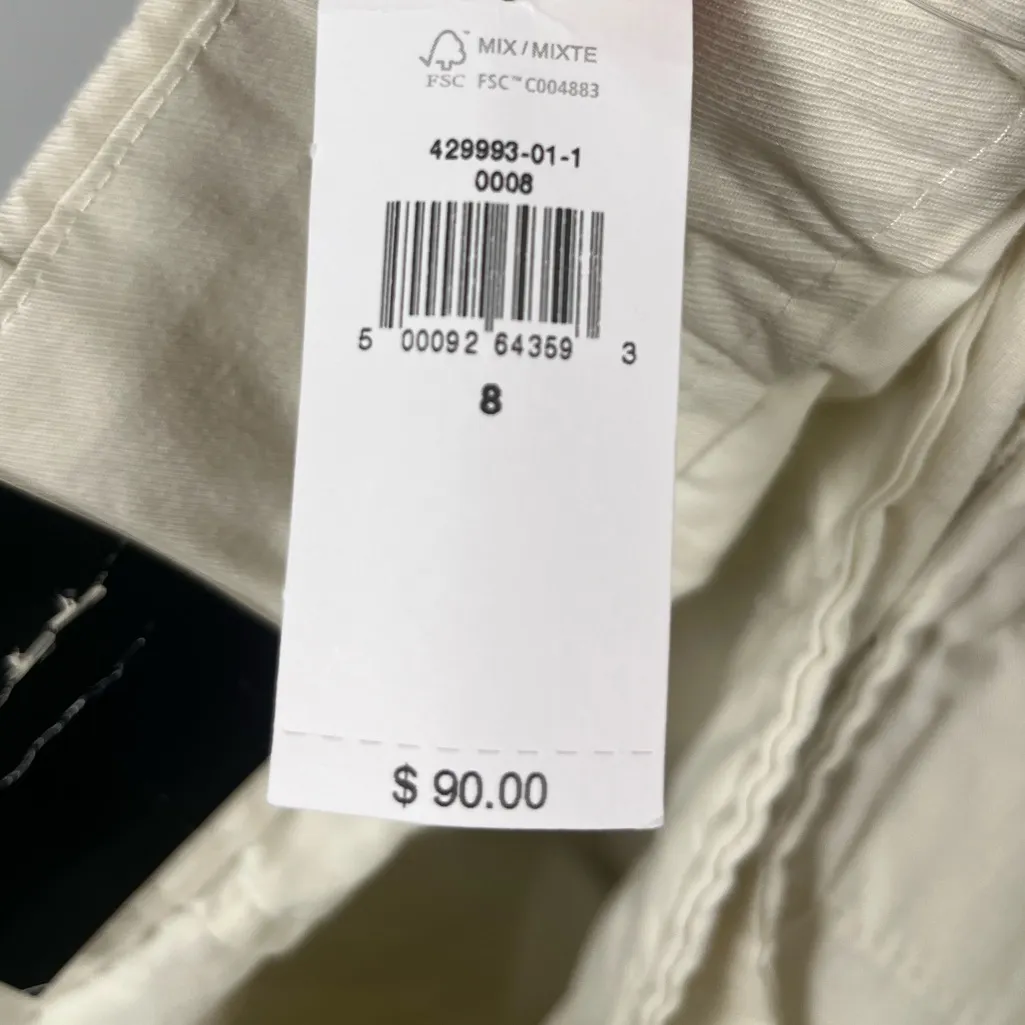 MIX / MIXTE
FSC FSC™ C004883
429993-01-1
0008
5 00092 64359 3
8
$ 90.00